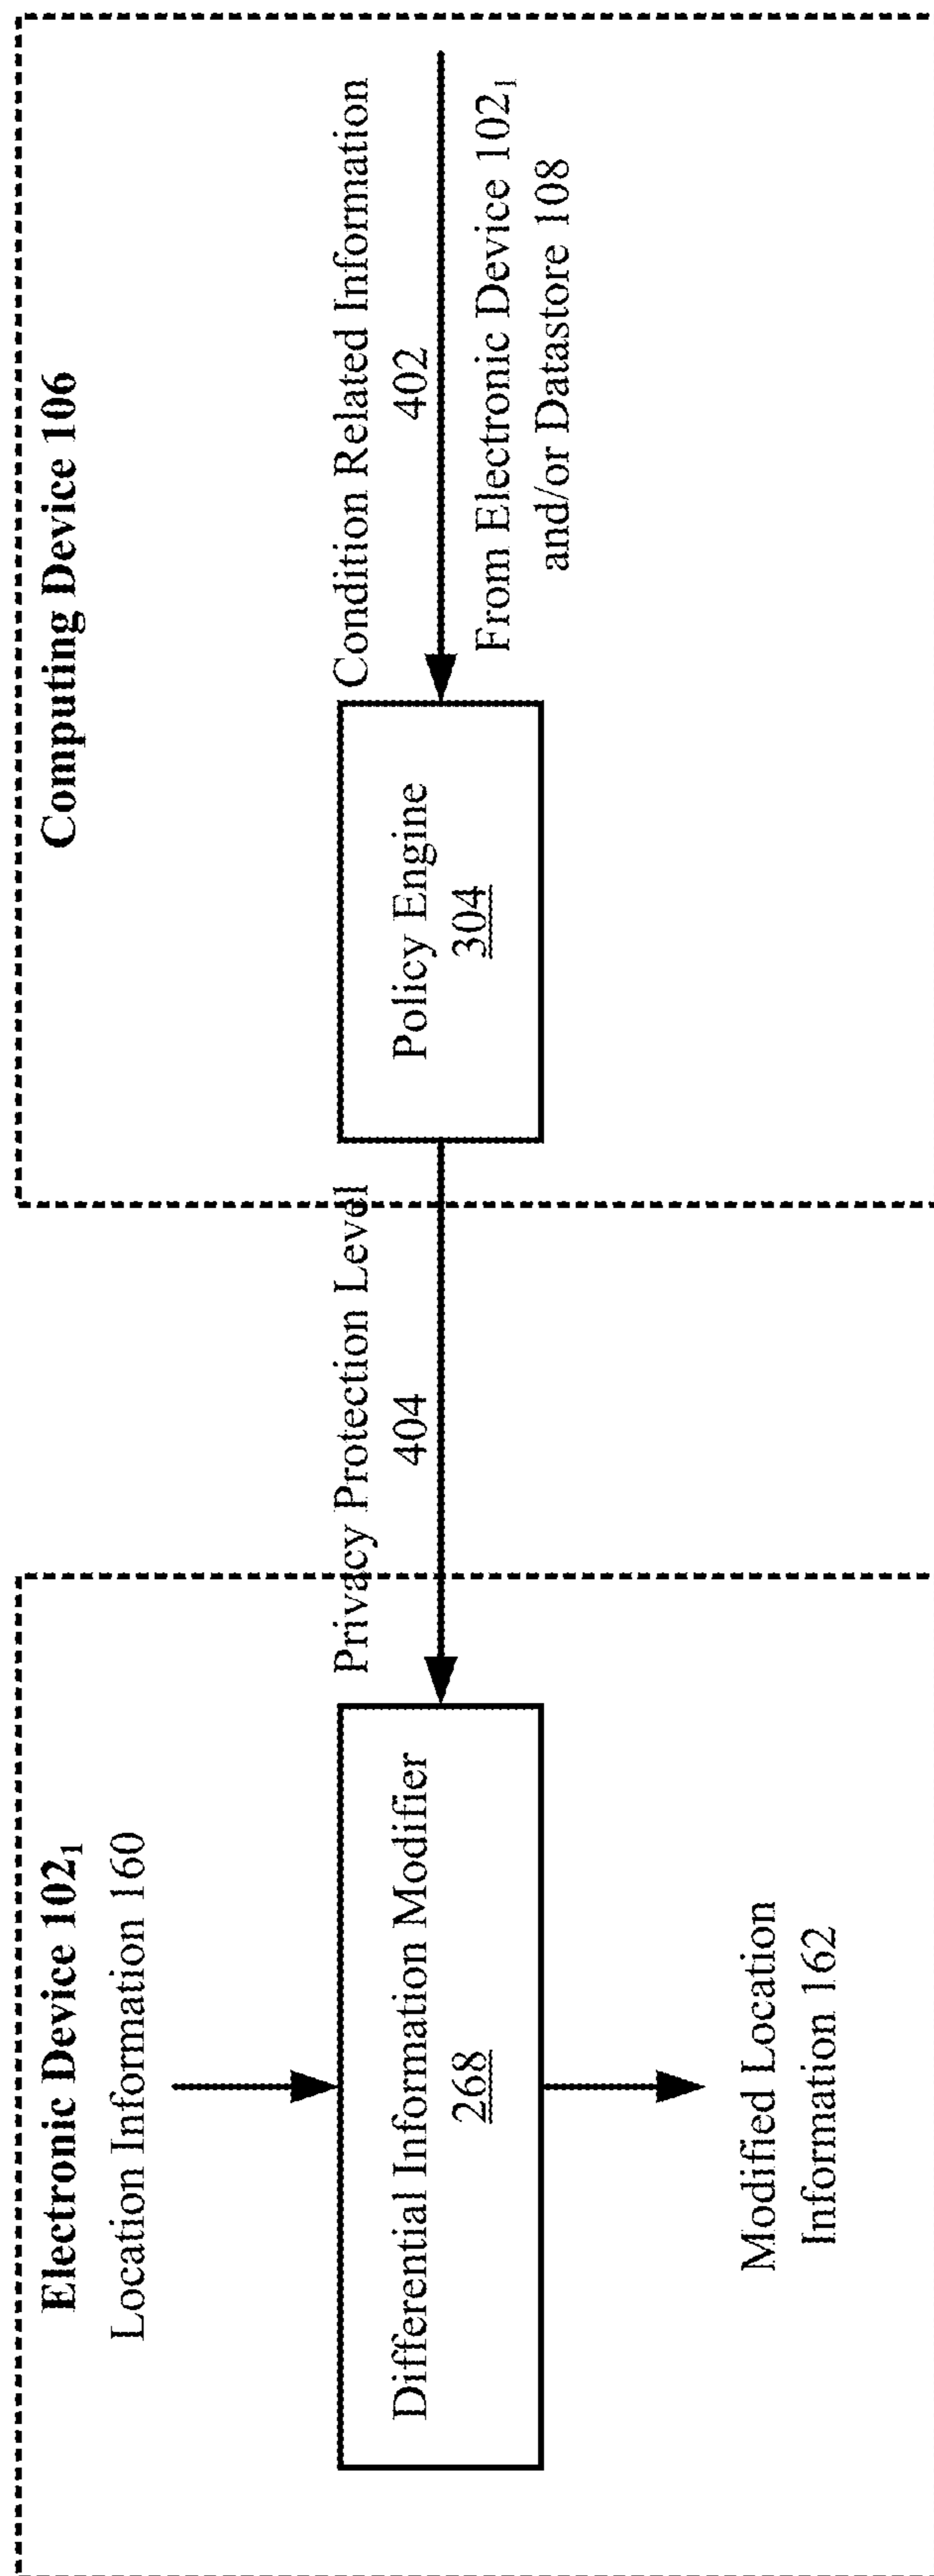 Electronic Device 102₁
Location Information 160
Differential Information Modifier
268
Modified Location
Information 162
Privacy Protection Level
404
Computing Device 106
Policy Engine
304
Condition Related Information
402
From Electronic Device 102₁
and/or Datastore 108